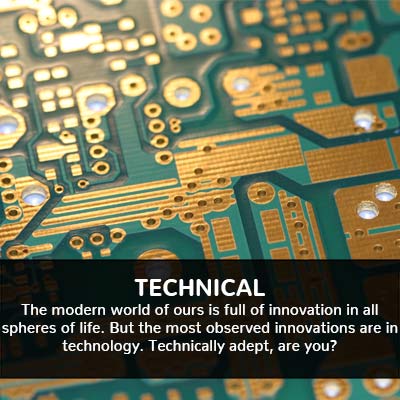 TECHNICAL
The modern world of ours is full of innovation in all
spheres of life. But the most observed innovations are in
technology. Technically adept, are you?